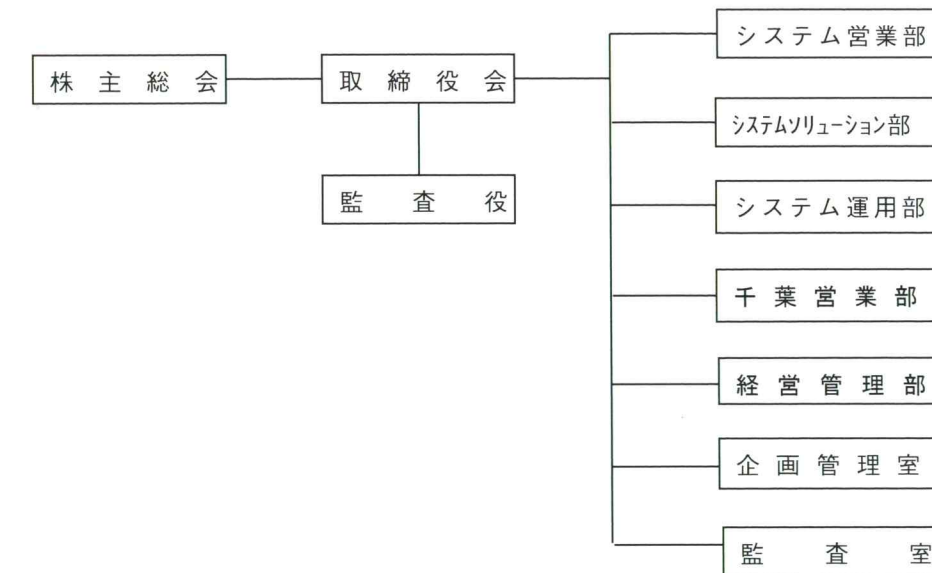 株主総会
取締役会
監査役
システム営業部
システムソリューション部
システム運用部
千葉営業部
経営管理部
企画管理室
監査室